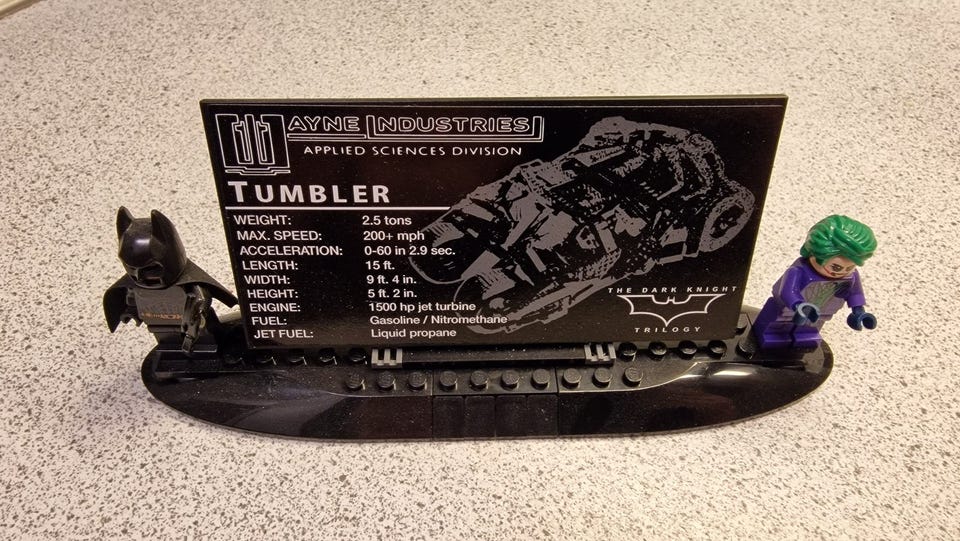 WAYNE INDUSTRIES
APPLIED SCIENCES DIVISION
TUMBLER
WEIGHT: 2.5 tons
MAX. SPEED: 200+ mph
ACCELERATION: 0-60 in 2.9 sec.
LENGTH: 15 ft.
WIDTH: 9 ft. 4 in.
HEIGHT: 5 ft. 2 in.
ENGINE: 1500 hp jet turbine
FUEL: Gasoline / Nitromethane
JET FUEL: Liquid propane
THE DARK KNIGHT
TRILOGY